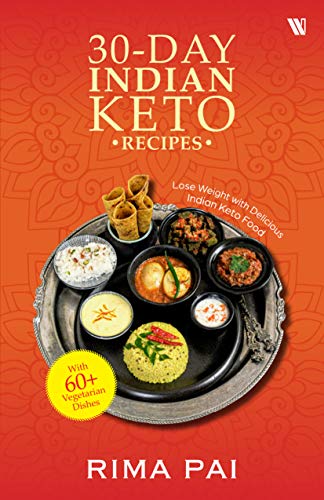 W
30-DAY
INDIAN
KETO
•RECIPES•
Lose Weight with Delicious
Indian Keto Food
With
60+
Vegetarian
Dishes
RIMA PAI